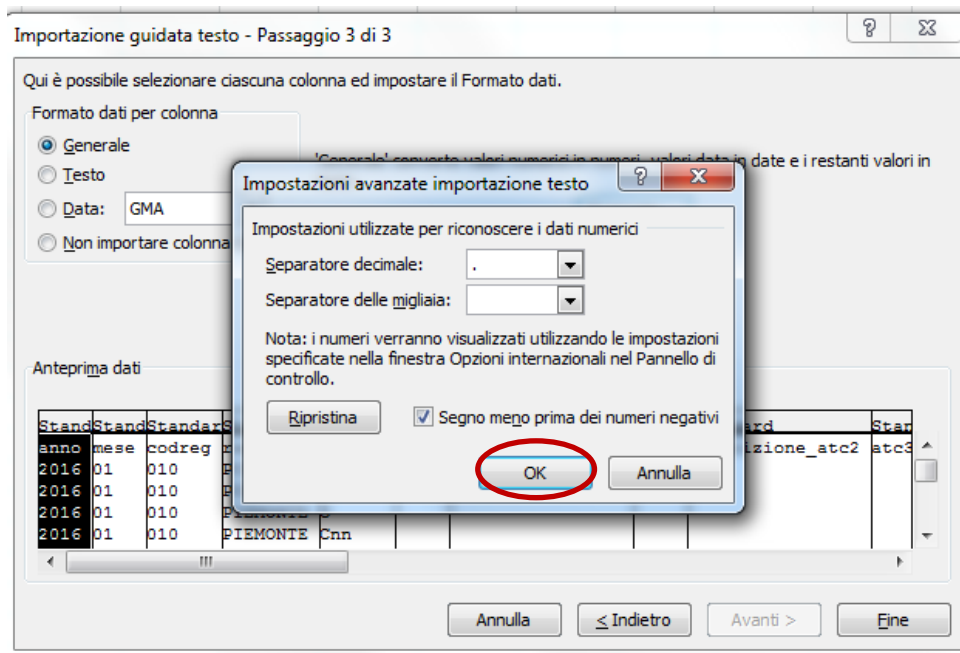 Importazione guidata testo - Passaggio 3 di 3
Qui è possibile selezionare ciascuna colonna ed impostare il Formato dati.
Formato dati per colonna
Generale
Testo
Data: GMA
Non importare colonna
'Generale' converte valori numerici in numeri, valori data in date e i restanti valori in
Impostazioni avanzate importazione testo
Impostazioni utilizzate per riconoscere i dati numerici
Separatore decimale: .
Separatore delle migliaia:
Nota: i numeri verranno visualizzati utilizzando le impostazioni
specificate nella finestra Opzioni internazionali nel Pannello di
controllo.
Ripristina
Segno meno prima dei numeri negativi
OK
Annulla
Anteprima dati
Stand Stand Standar
anno mese codreg izione_atc2 atc3
2016 01 010
2016 01 010
2016 01 010 PIEMONTE
2016 01 010 PIEMONTE Cnn
Annulla
< Indietro
Avanti >
Fine